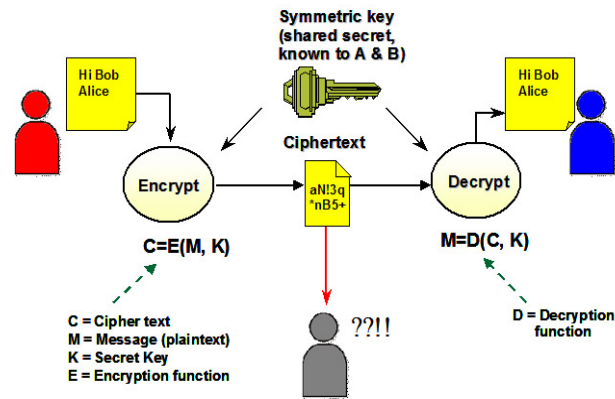 Symmetric key
(shared secret,
known to A & B)
Hi Bob
Alice
Hi Bob
Alice
Ciphertext
Encrypt
aN!3q
*nB5+
Decrypt
C=E(M, K)
M=D(C, K)
??!!
C = Cipher text
M = Message (plaintext)
K = Secret Key
E = Encryption function
D = Decryption
function